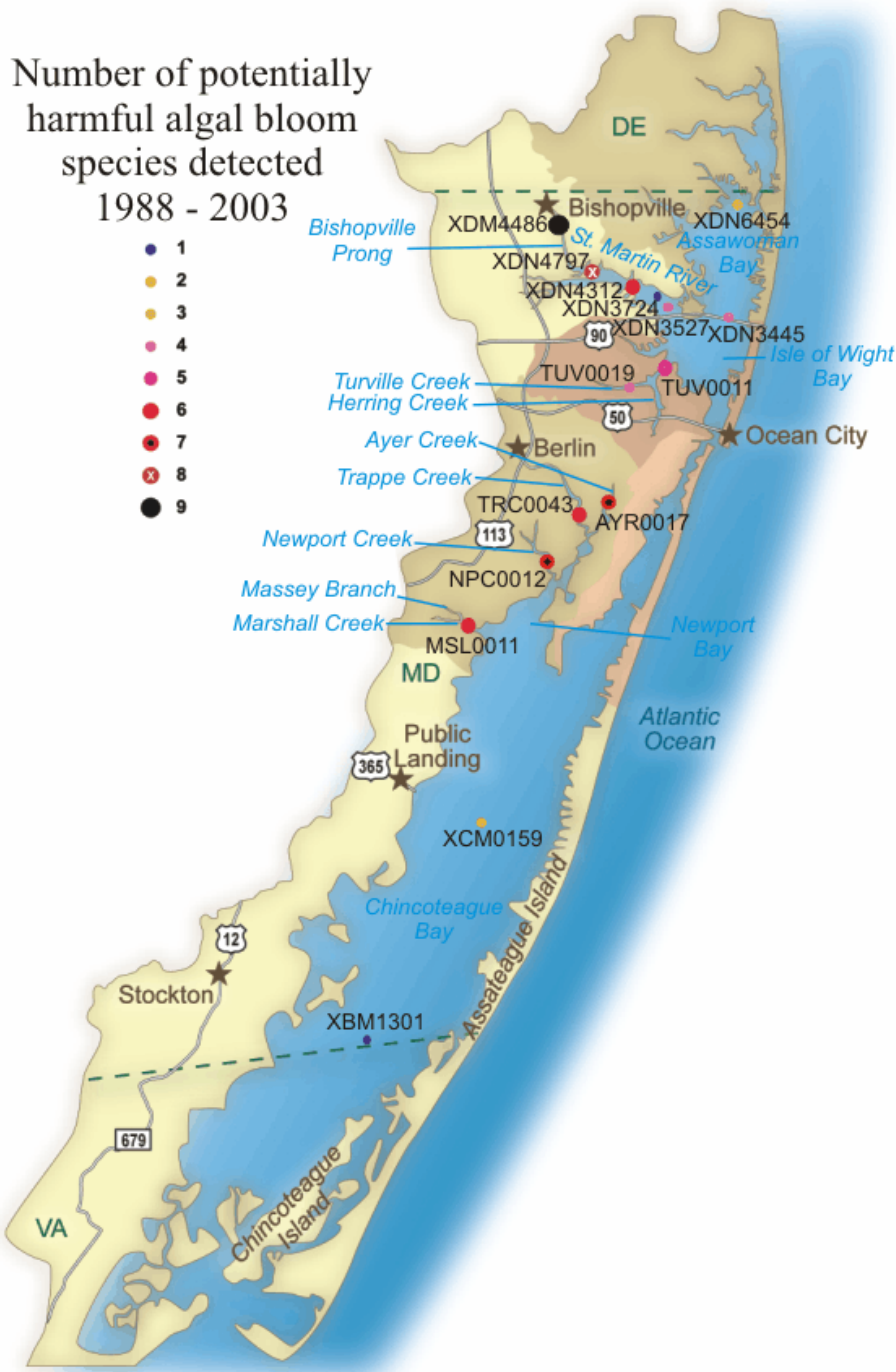 Number of potentially
harmful algal bloom
species detected
1988 - 2003
1
2
3
4
5
6
7
8
9
DE
Bishopville
XDM4486
XDN6454
Bishopville
Prong
St. Martin River
Assawoman
Bay
XDN4797
X
XDN4312
XDN3724
XDN3527
XDN3445
90
Isle of Wight
Bay
TUV0019
TUV0011
Turville Creek
Herring Creek
50
Ayer Creek
Berlin
Ocean City
Trappe Creek
TRC0043
AYR0017
113
Newport Creek
NPC0012
Massey Branch
Marshall Creek
MSL0011
Newport
Bay
MD
Atlantic
Ocean
Public
Landing
365
XCM0159
Chincoteague
Bay
Assateague Island
12
Stockton
XBM1301
679
Chincoteague
Island
VA
X